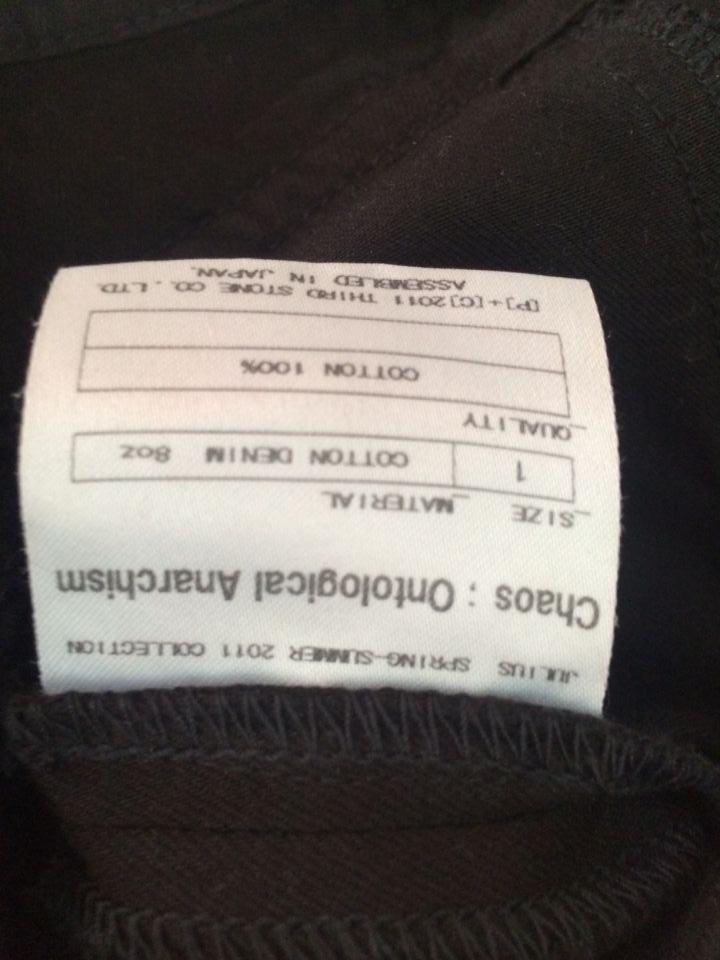 JULIUS SPRING-SUMMER 2011 COLLECTION
Chaos : Ontological Anarchism
_SIZE _MATERIAL
1 COTTON DENIM 8oz
_QUALITY
COTTON 100%
[P]+[C]2011 THIRD STONE CO., LTD.
ASSEMBLED IN JAPAN.